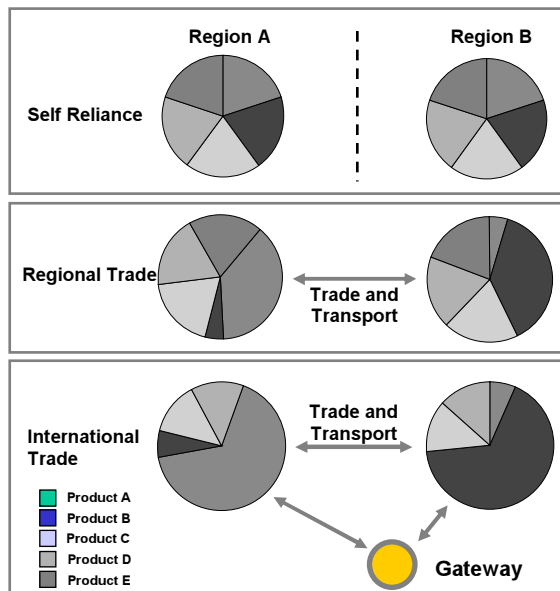 Region A
Region B
Self Reliance
Regional Trade
Trade and
Transport
International
Trade
Trade and
Transport
Product A
Product B
Product C
Product D
Product E
Gateway